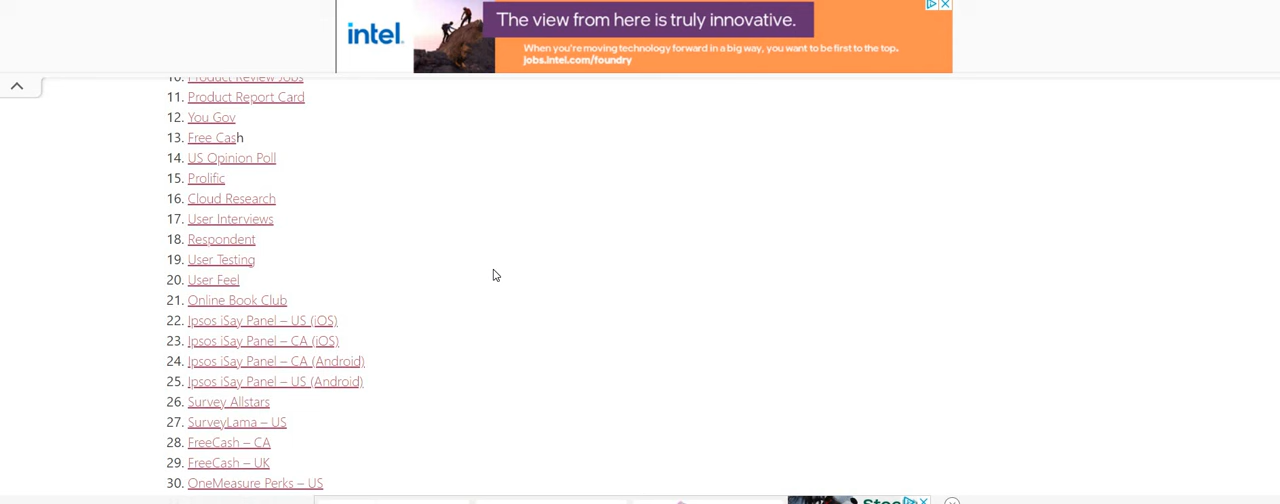 The view from here is truly innovative.
intel.
When you're moving technology forward in a big way, you want to be first to the top.
jobs.intel.com/foundry
10. Product Review Jobs
11. Product Report Card
12. You Gov
13. Free Cash
14. US Opinion Poll
15. Prolific
16. Cloud Research
17. User Interviews
18. Respondent
19. User Testing
20. User Feel
21. Online Book Club
22. Ipsos iSay Panel – US (iOS)
23. Ipsos iSay Panel – CA (iOS)
24. Ipsos iSay Panel – CA (Android)
25. Ipsos iSay Panel – US (Android)
26. Survey Allstars
27. SurveyLama – US
28. FreeCash – CA
29. FreeCash – UK
30. OneMeasure Perks – US